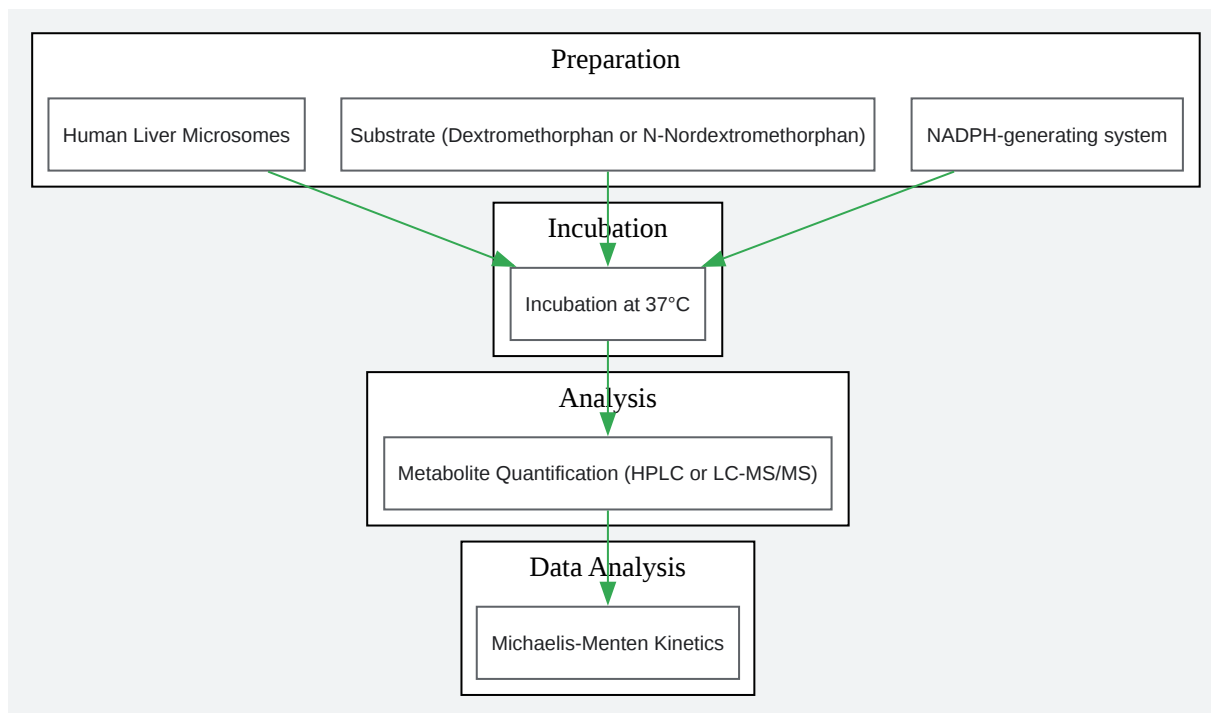 Preparation
Human Liver Microsomes
Substrate (Dextromethorphan or N-Nordextromethorphan)
NADPH-generating system
Incubation
Incubation at 37°C
Analysis
Metabolite Quantification (HPLC or LC-MS/MS)
Data Analysis
Michaelis-Menten Kinetics